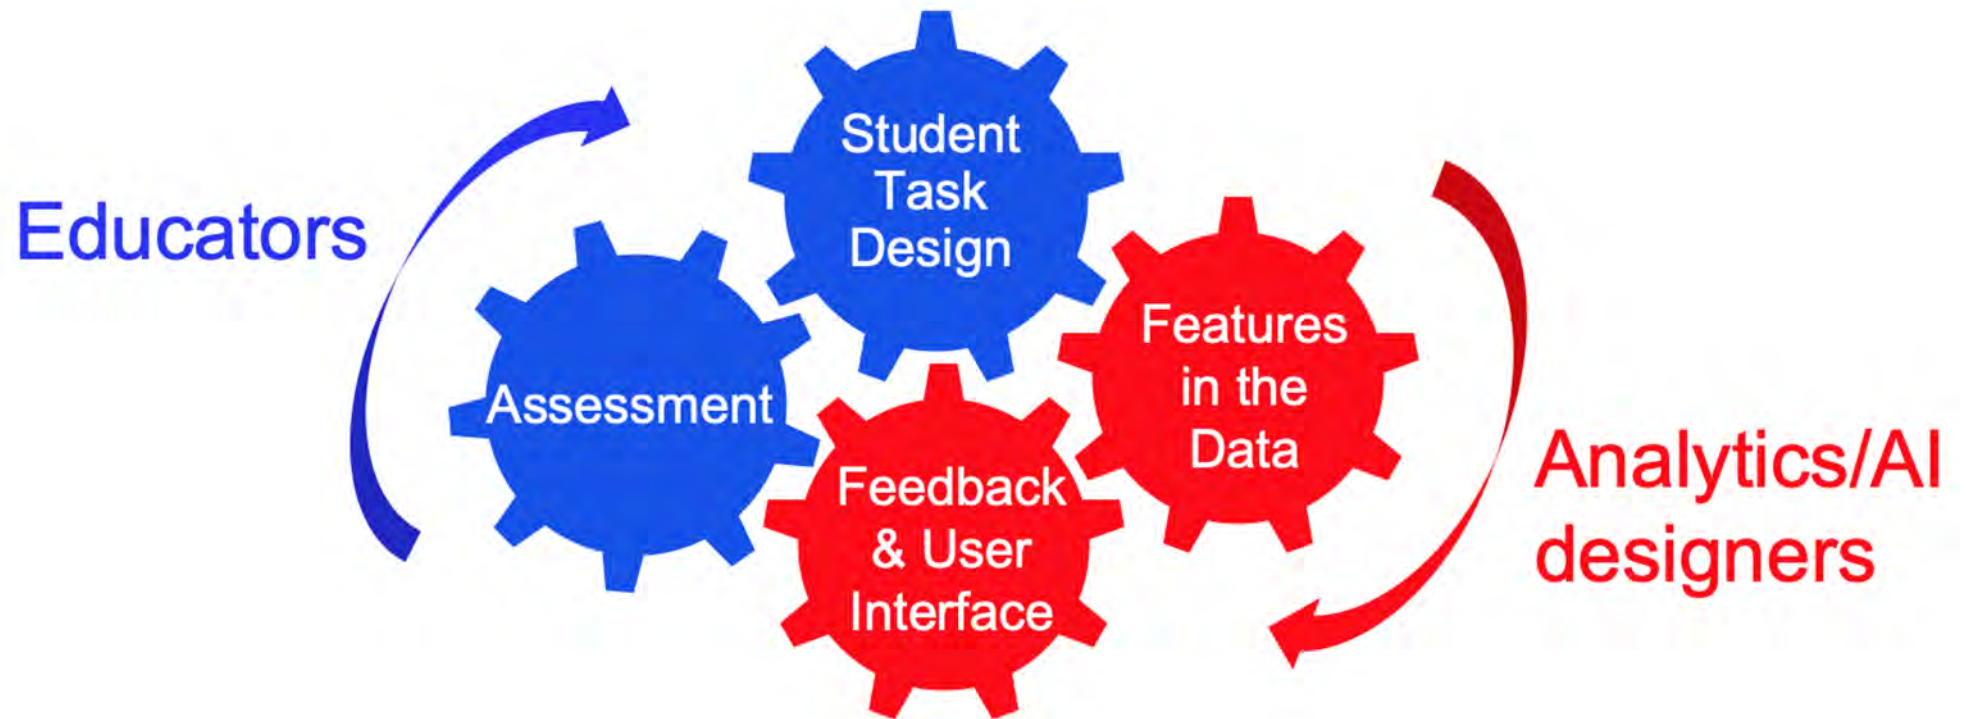 Educators
Student
Task
Design
Assessment
Features
in the
Data
Feedback
& User
Interface
Analytics/AI
designers